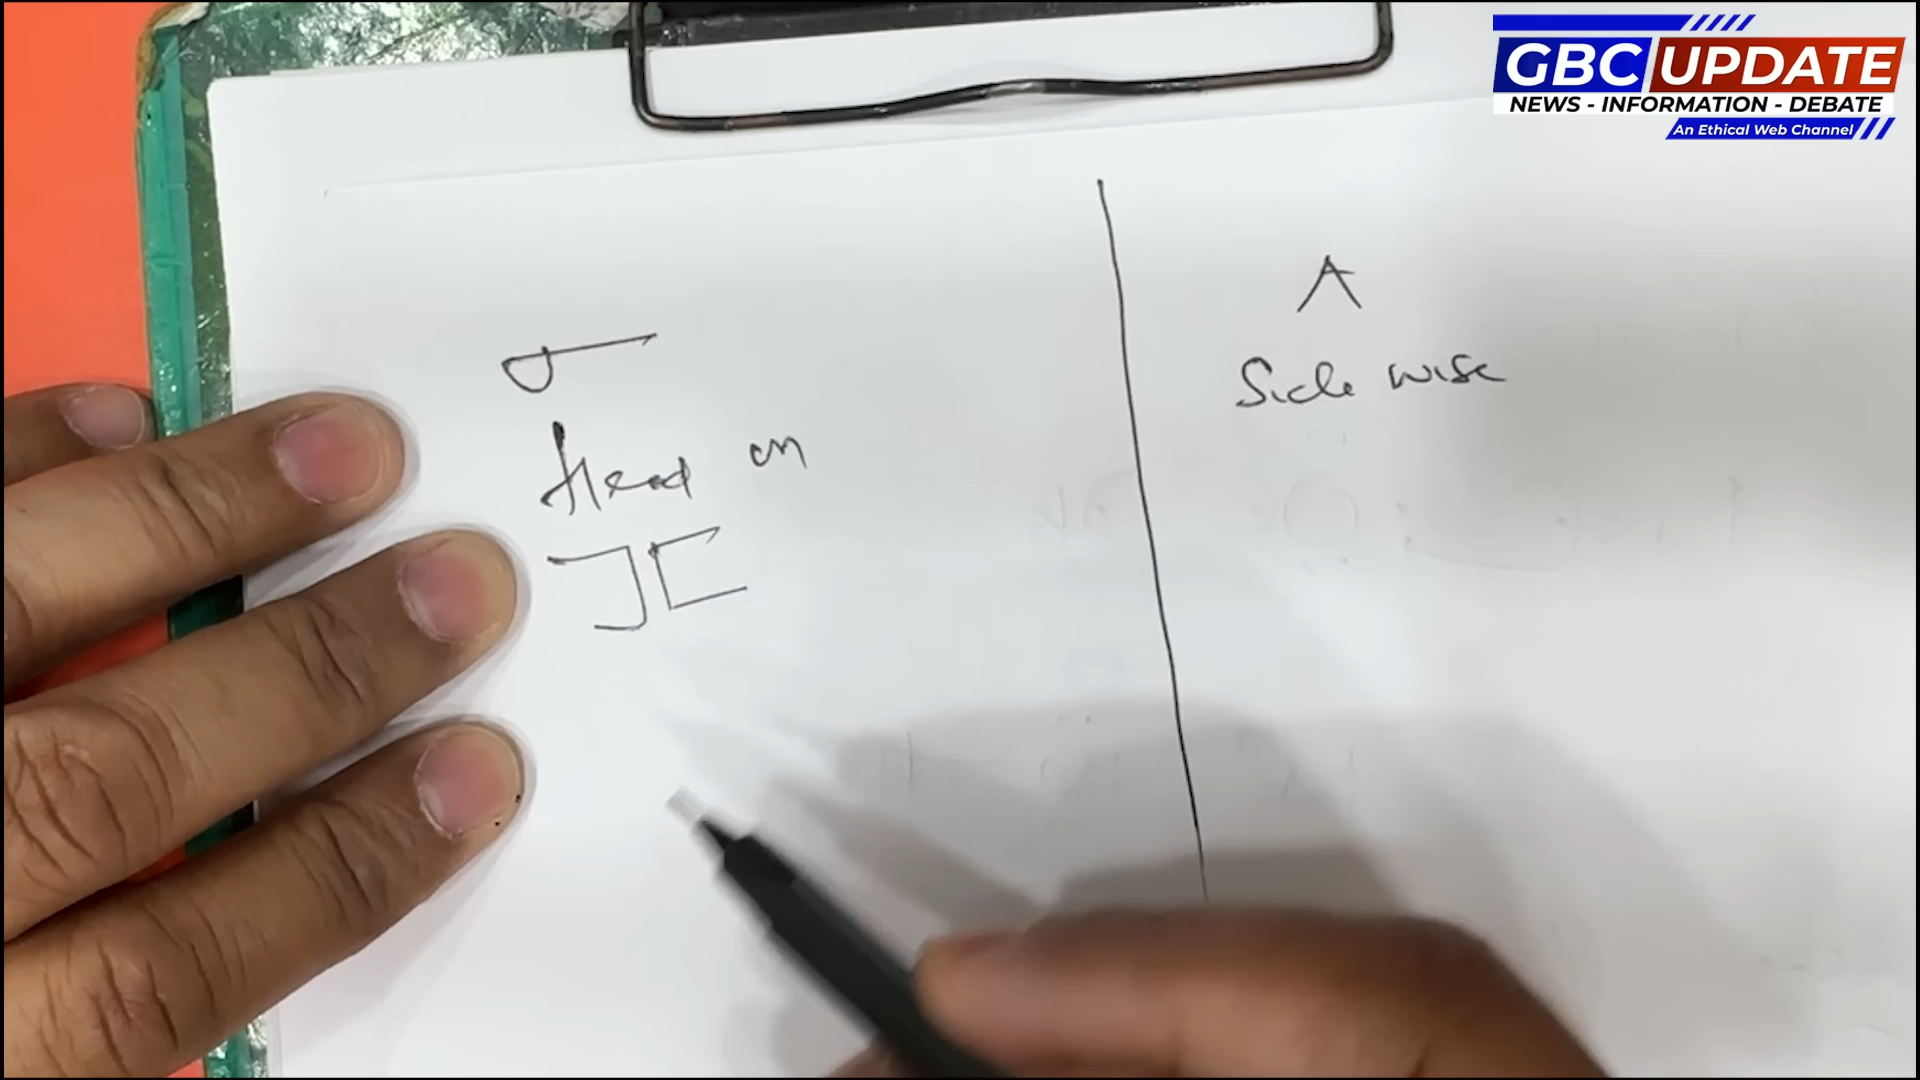 GBC UPDATE
NEWS - INFORMATION - DEBATE
An Ethical Web Channel
σ
Head on
Λ
Side wise